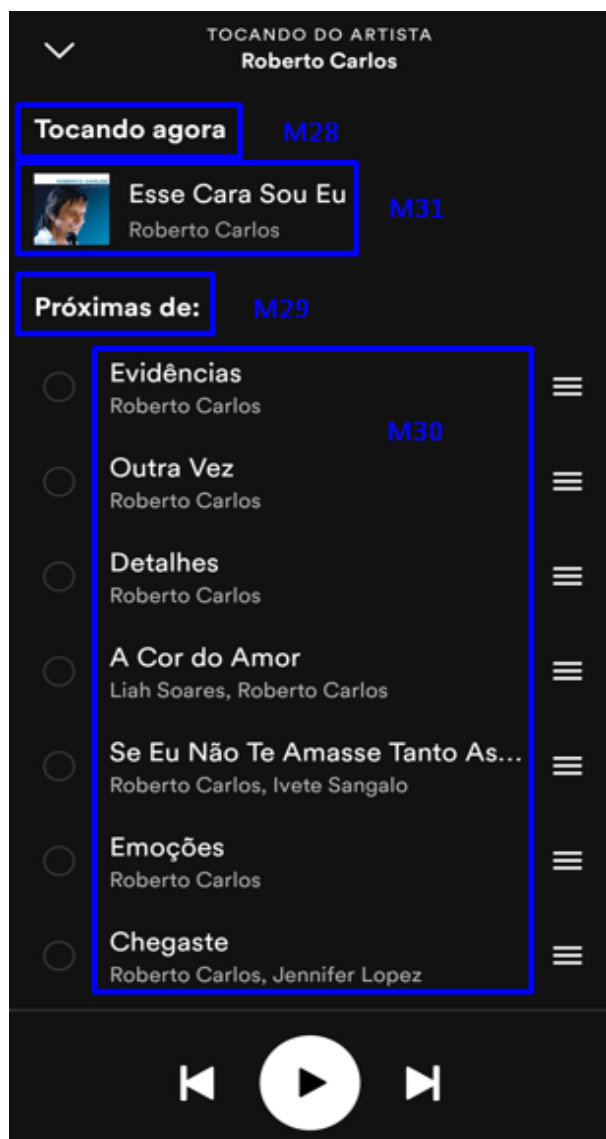 TOCANDO DO ARTISTA
Roberto Carlos
Tocando agora M28
Esse Cara Sou Eu
Roberto Carlos
M31
Próximas de: M29
Evidências
Roberto Carlos
M30
Outra Vez
Roberto Carlos
Detalhes
Roberto Carlos
A Cor do Amor
Liah Soares, Roberto Carlos
Se Eu Não Te Amasse Tanto As...
Roberto Carlos, Ivete Sangalo
Emoções
Roberto Carlos
Chegaste
Roberto Carlos, Jennifer Lopez